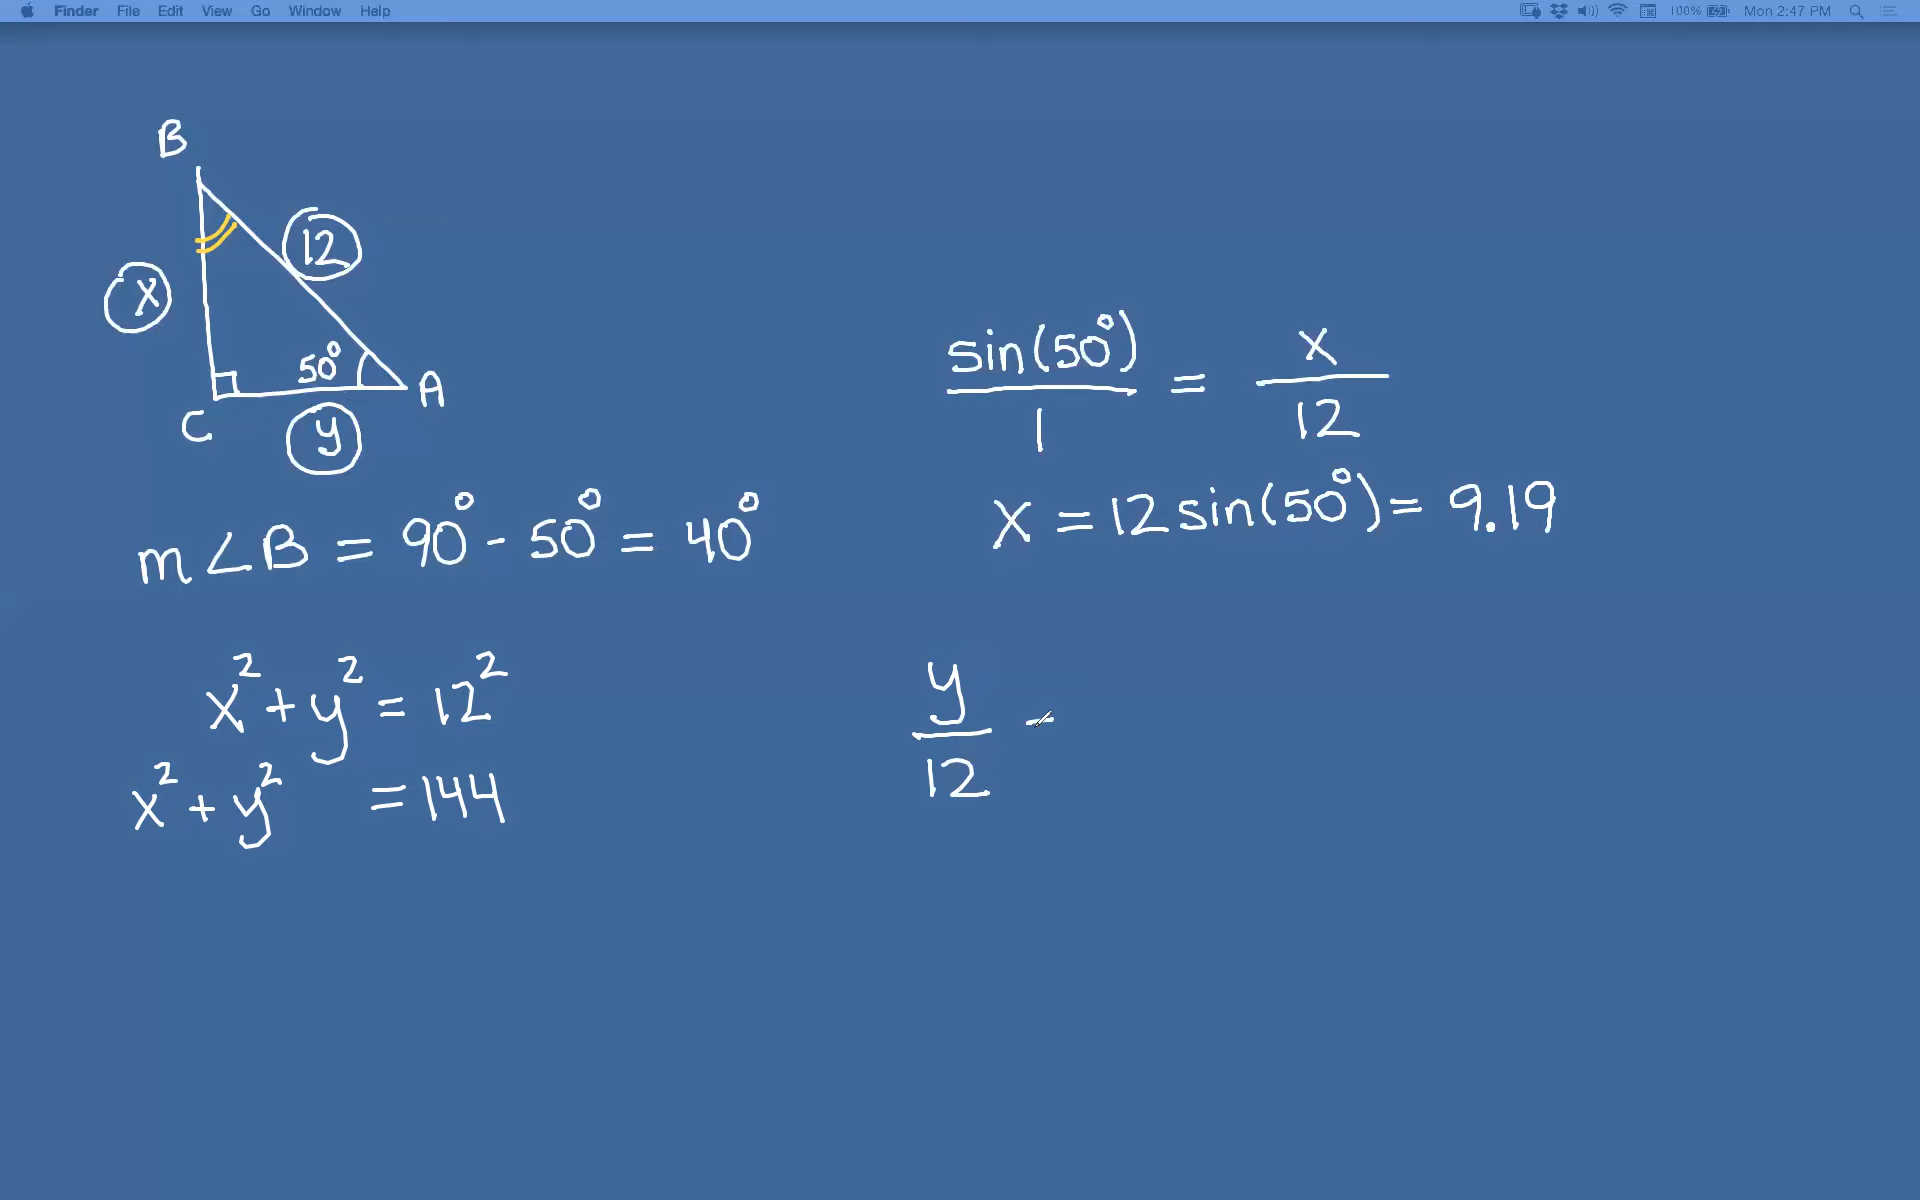 Finder File Edit View Go Window Help 100% Mon 2:47 PM
B
12
x
50°
A
C
y
m∠B = 90° - 50° = 40°
x² + y² = 12²
x² + y² = 144
sin(50°)/1 = x/12
x = 12 sin(50°) = 9.19
y/12 -